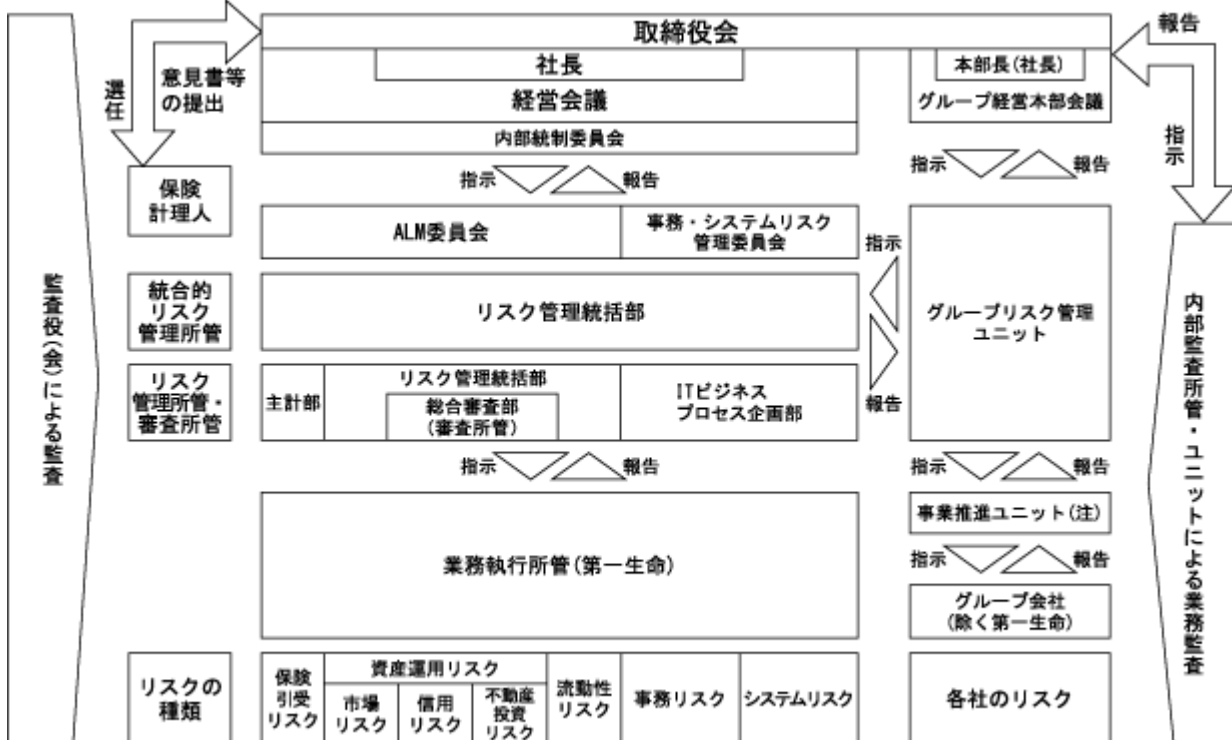 取締役会
報告
社長
本部長(社長)
意見書等
の提出
選任
経営会議
グループ経営本部会議
内部統制委員会
指示
指示
報告
指示
報告
保険
計理人
ALM委員会
事務・システムリスク
管理委員会
指示
統合的
リスク
管理所管
リスク管理統括部
グループリスク管理
ユニット
監査役(会)による監査
内部監査所管・ユニットによる業務監査
リスク
管理所管・
審査所管
主計部
リスク管理統括部
総合審査部
(審査所管)
ITビジネス
プロセス企画部
報告
指示
報告
指示
報告
業務執行所管(第一生命)
事業推進ユニット(注)
指示
報告
グループ会社
(除く第一生命)
リスクの
種類
保険
引受
リスク
資産運用リスク
市場
リスク
信用
リスク
不動産
投資
リスク
流動性
リスク
事務リスク
システムリスク
各社のリスク